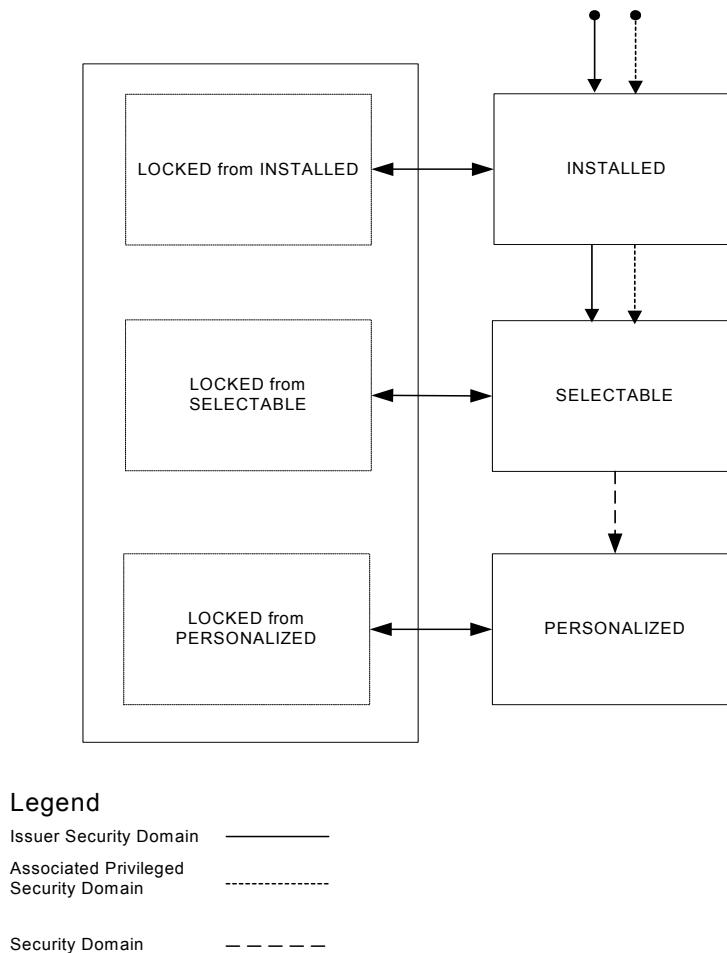 LOCKED from INSTALLED
INSTALLED
LOCKED from
SELECTABLE
SELECTABLE
LOCKED from
PERSONALIZED
PERSONALIZED
Legend
Issuer Security Domain
Associated Privileged
Security Domain
Security Domain